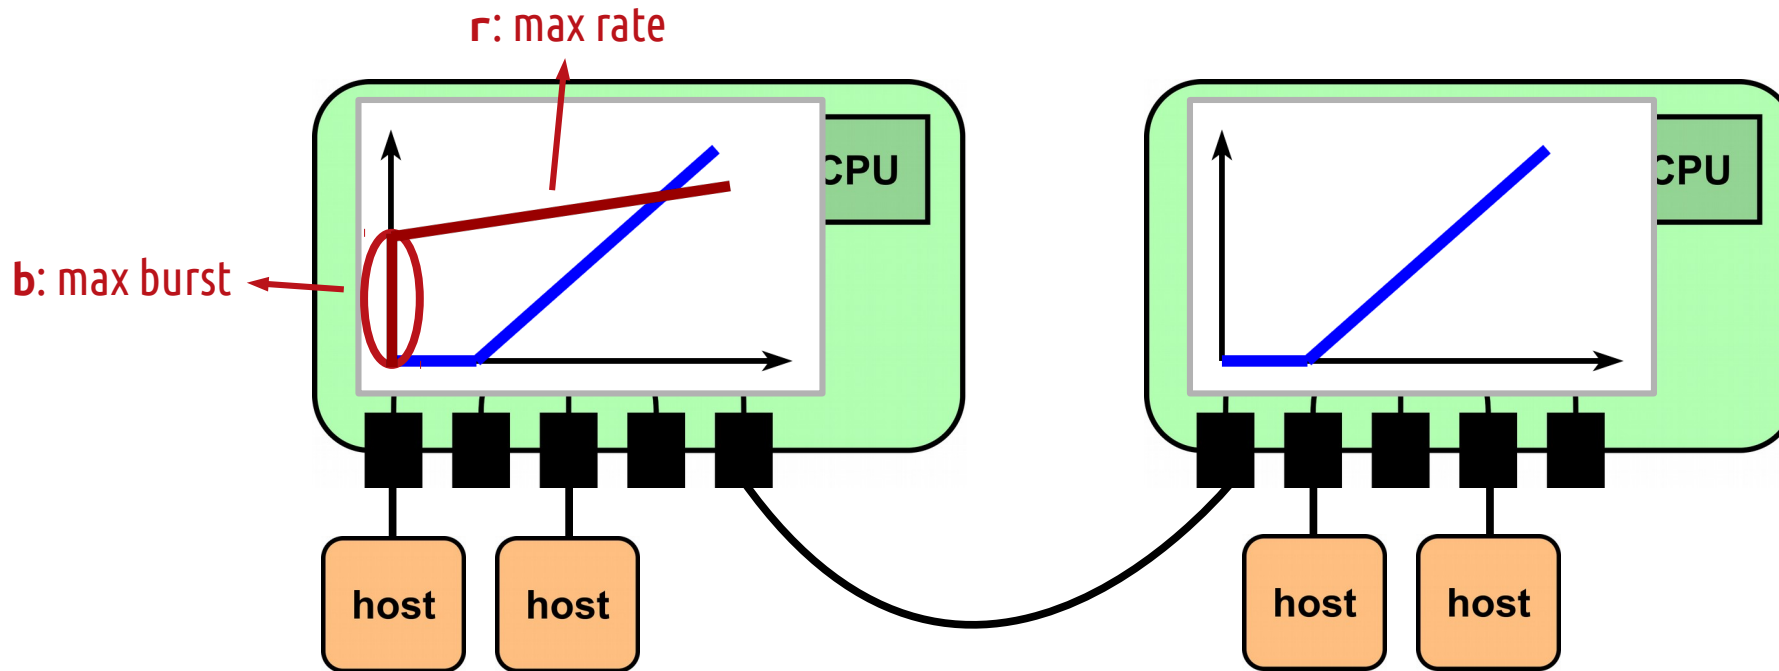 r: max rate
CPU
CPU
b: max burst
host
host
host
host